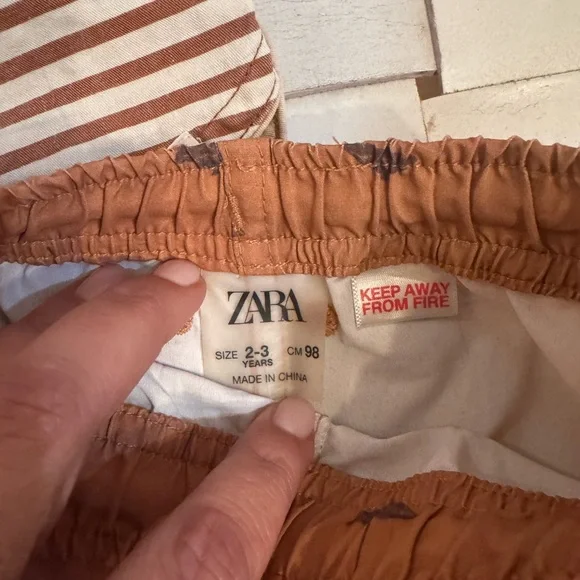 ZARA
SIZE 2-3 CM 98
YEARS
MADE IN CHINA
KEEP AWAY
FROM FIRE